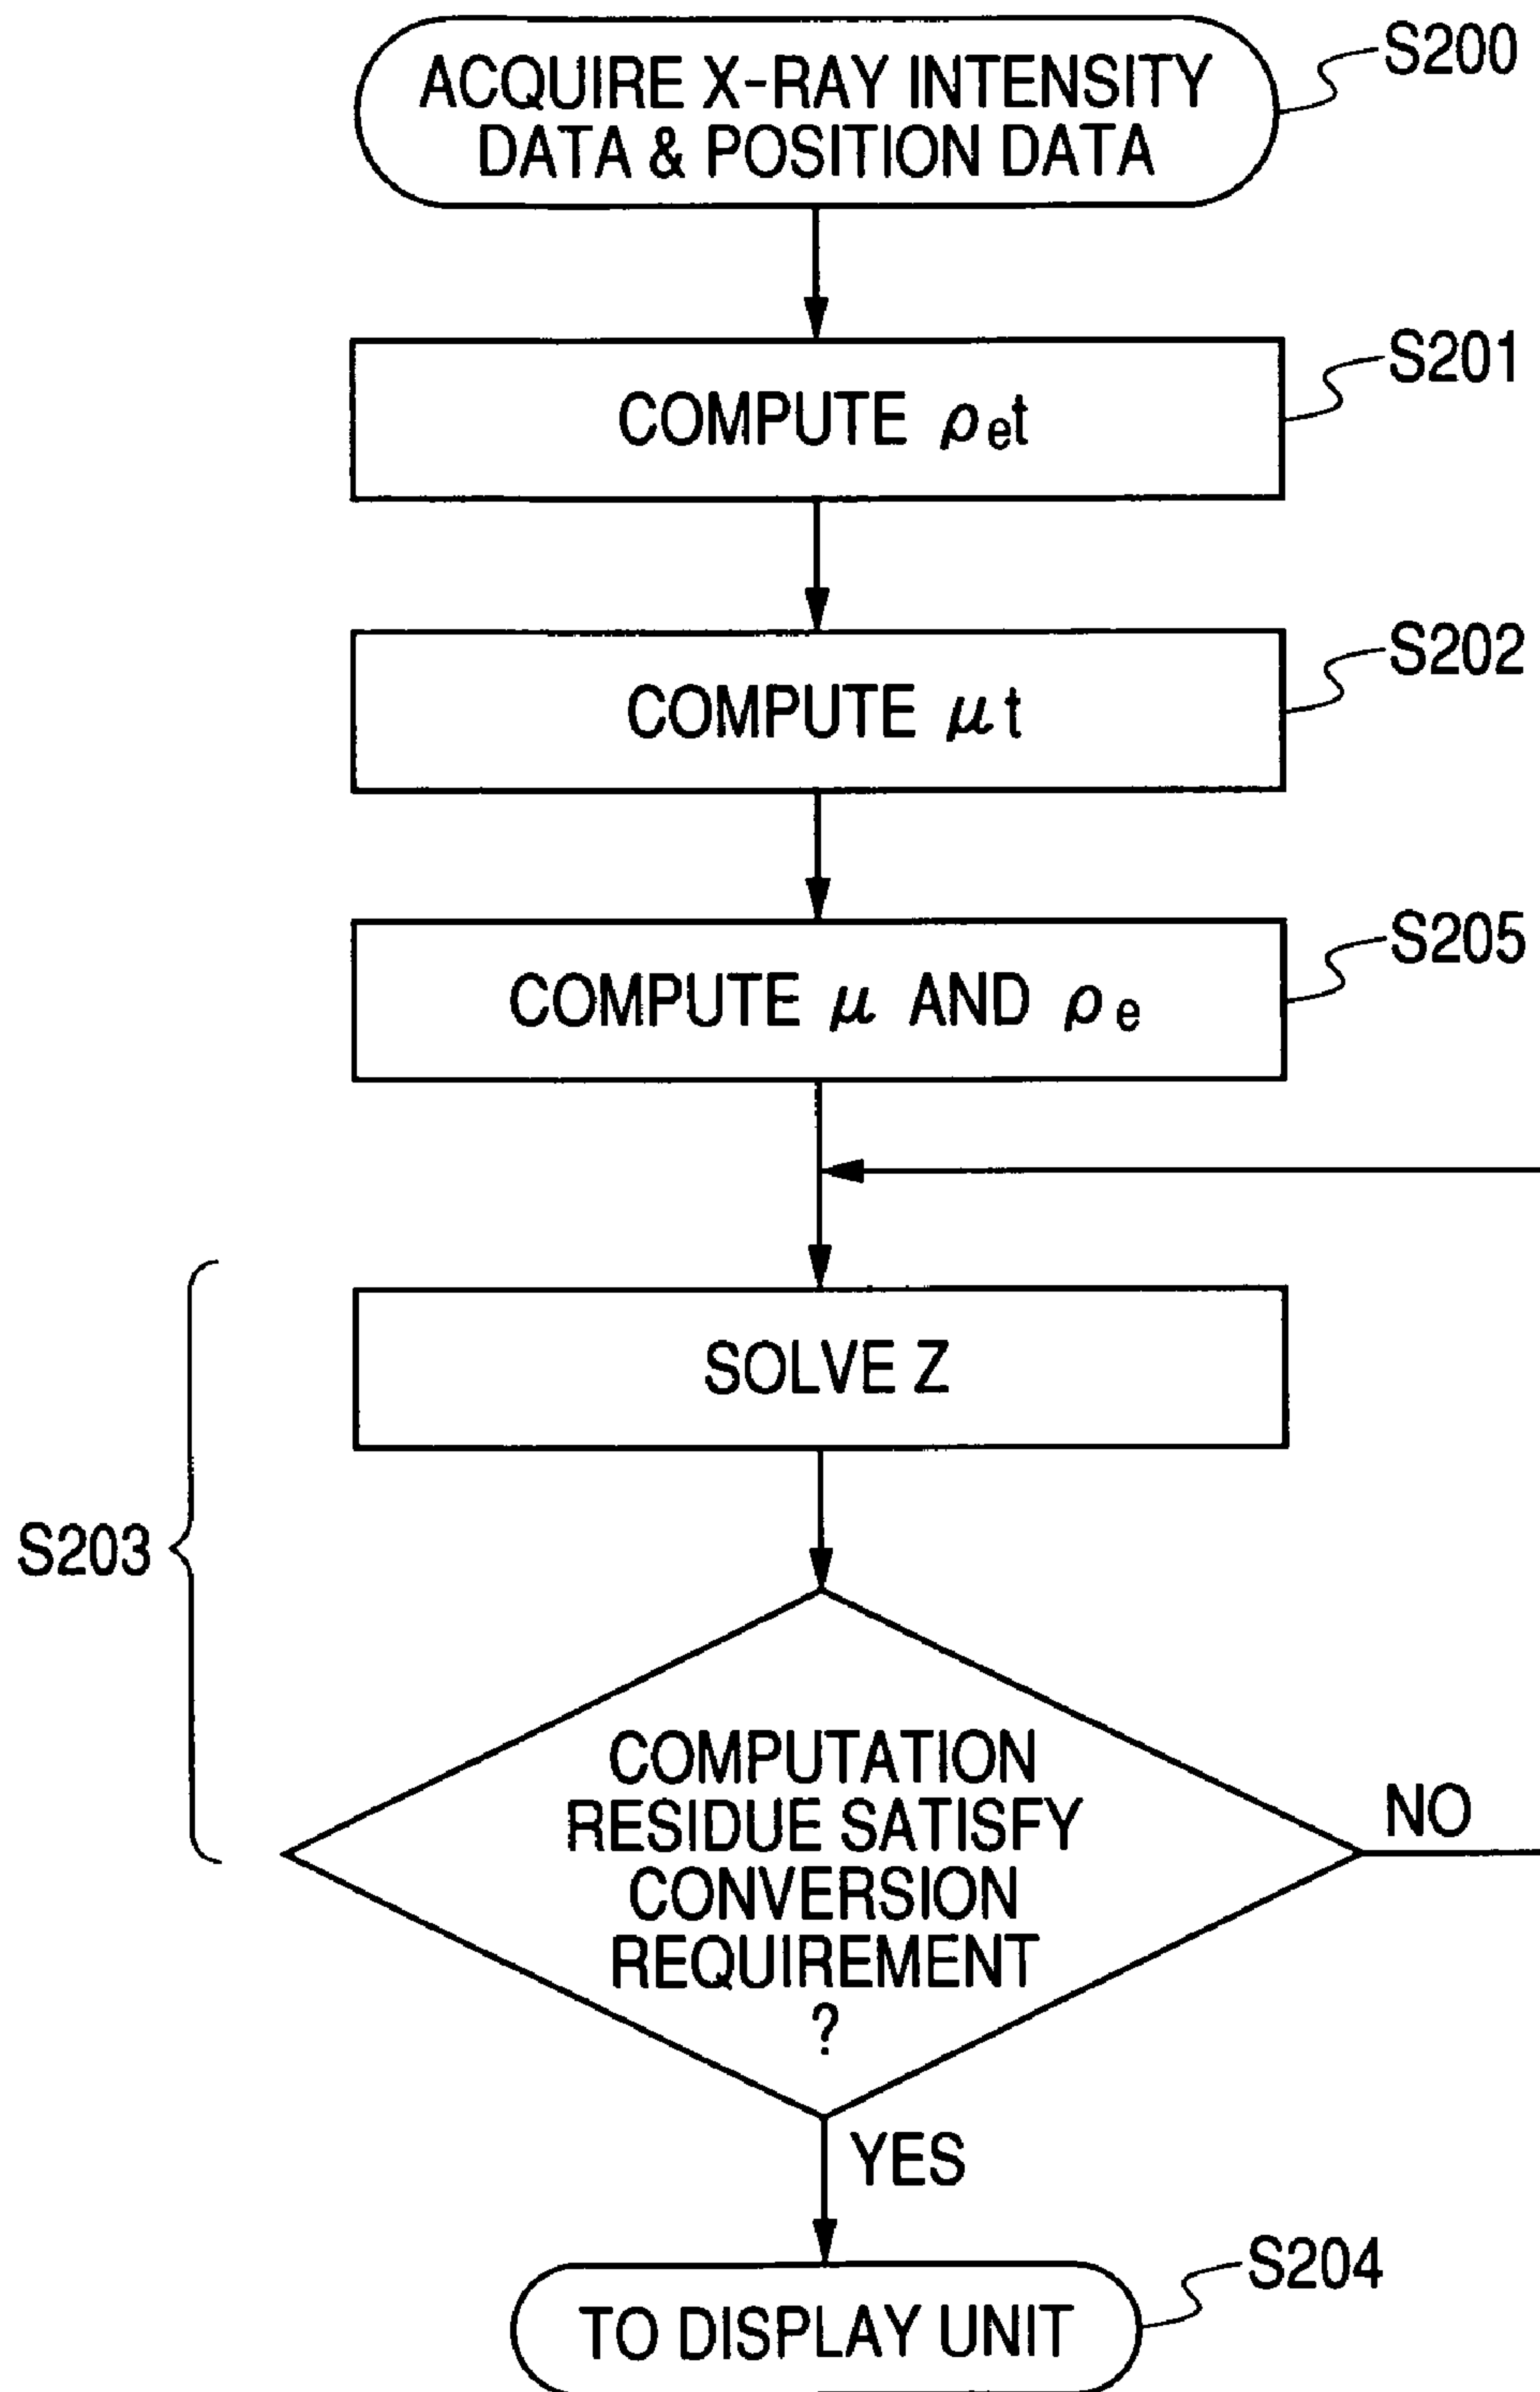 ACQUIRE X-RAY INTENSITY
DATA & POSITION DATA
S200
COMPUTE ρet
S201
COMPUTE μt
S202
COMPUTE μ AND ρe
S205
SOLVE Z
S203
COMPUTATION
RESIDUE SATISFY
CONVERSION
REQUIREMENT
?
NO
YES
TO DISPLAY UNIT
S204